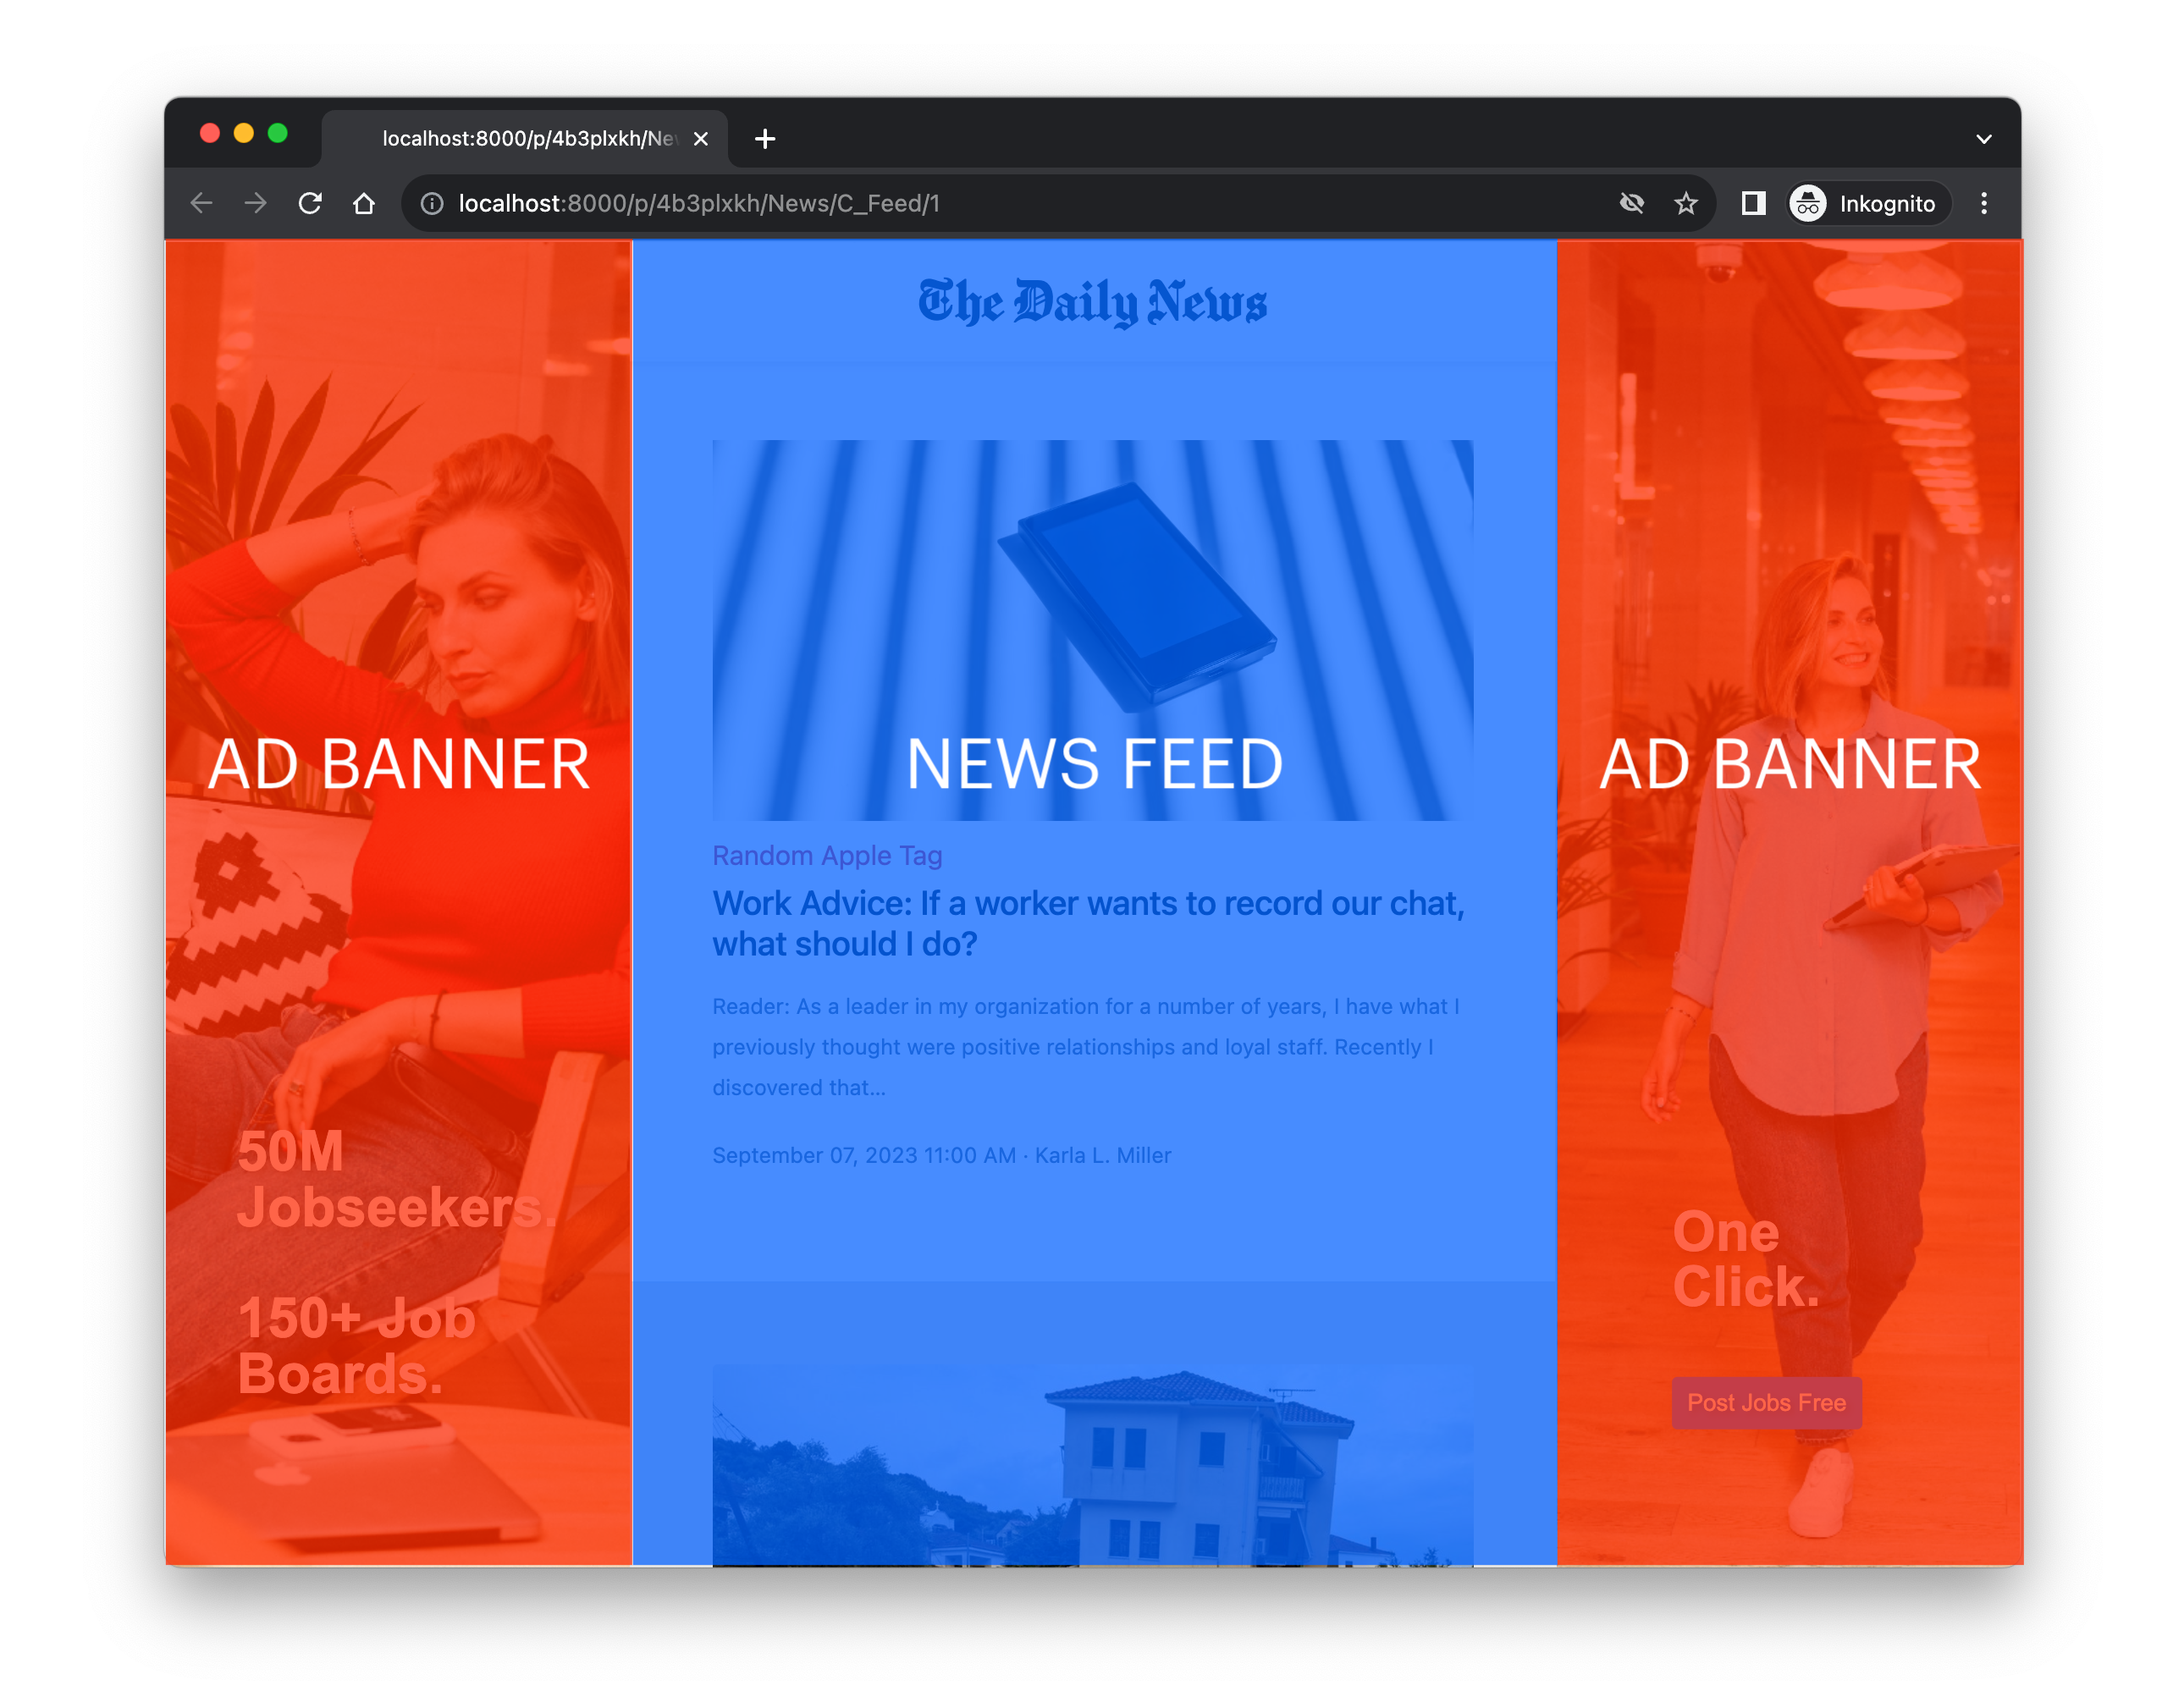 localhost:8000/p/4b3plxkh/Ne
localhost:8000/p/4b3plxkh/News/C_Feed/1
Inkognito
The Daily News
AD BANNER
NEWS FEED
AD BANNER
Random Apple Tag
Work Advice: If a worker wants to record our chat,
what should I do?
Reader: As a leader in my organization for a number of years, I have what I
previously thought were positive relationships and loyal staff. Recently I
discovered that...
September 07, 2023 11:00 AM · Karla L. Miller
50M
Jobseekers.
150+ Job
Boards.
One
Click.
Post Jobs Free